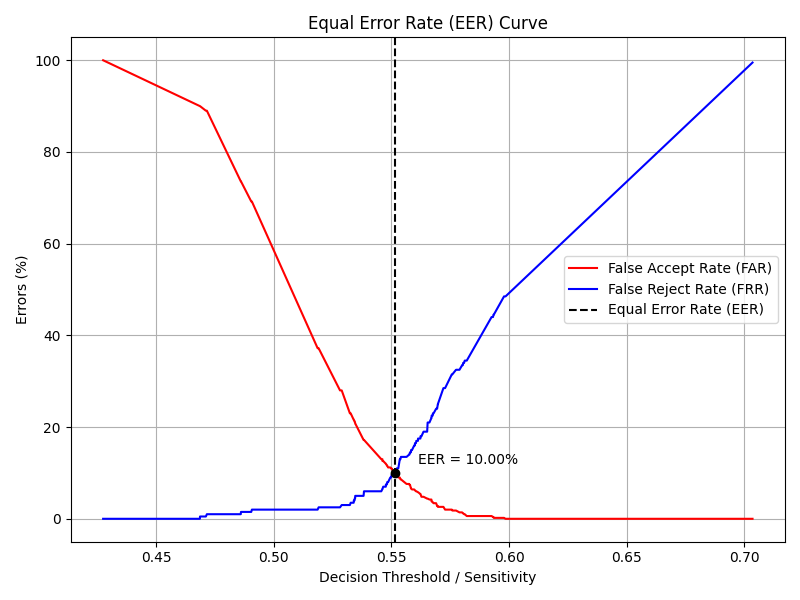 Equal Error Rate (EER) Curve
Errors (%)
100
80
60
40
20
0
EER = 10.00%
False Accept Rate (FAR)
False Reject Rate (FRR)
Equal Error Rate (EER)
0.45 0.50 0.55 0.60 0.65 0.70
Decision Threshold / Sensitivity